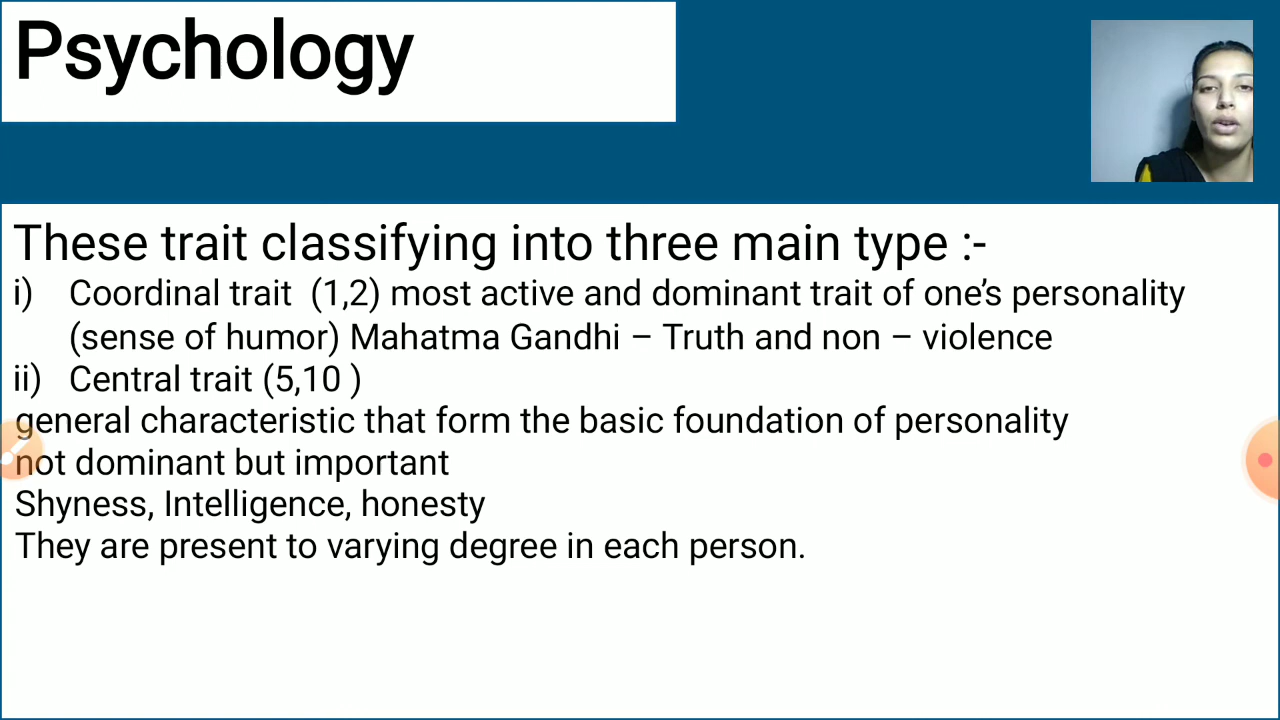 Psychology
These trait classifying into three main type :-
i) Coordinal trait (1,2) most active and dominant trait of one’s personality
(sense of humor) Mahatma Gandhi – Truth and non – violence
ii) Central trait (5,10 )
general characteristic that form the basic foundation of personality
not dominant but important
Shyness, Intelligence, honesty
They are present to varying degree in each person.